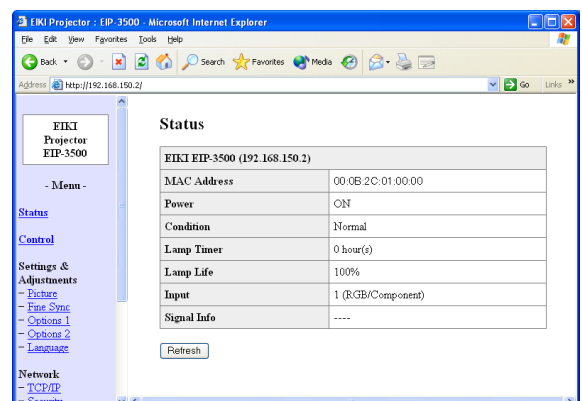 EIKI Projector : EIP-3500 - Microsoft Internet Explorer
File Edit View Favorites Tools Help
Back Search Favorites Media
Address http://192.168.150.2/ Go Links »
EIKI
Projector
EIP-3500
- Menu -
Status
Control
Settings &
Adjustments
– Picture
– Fine Sync
– Options 1
– Options 2
– Language
Network
– TCP/IP
– Security
Status
EIKI EIP-3500 (192.168.150.2)
MAC Address 00:0B:2C:01:00:00
Power ON
Condition Normal
Lamp Timer 0 hour(s)
Lamp Life 100%
Input 1 (RGB/Component)
Signal Info ----
Refresh